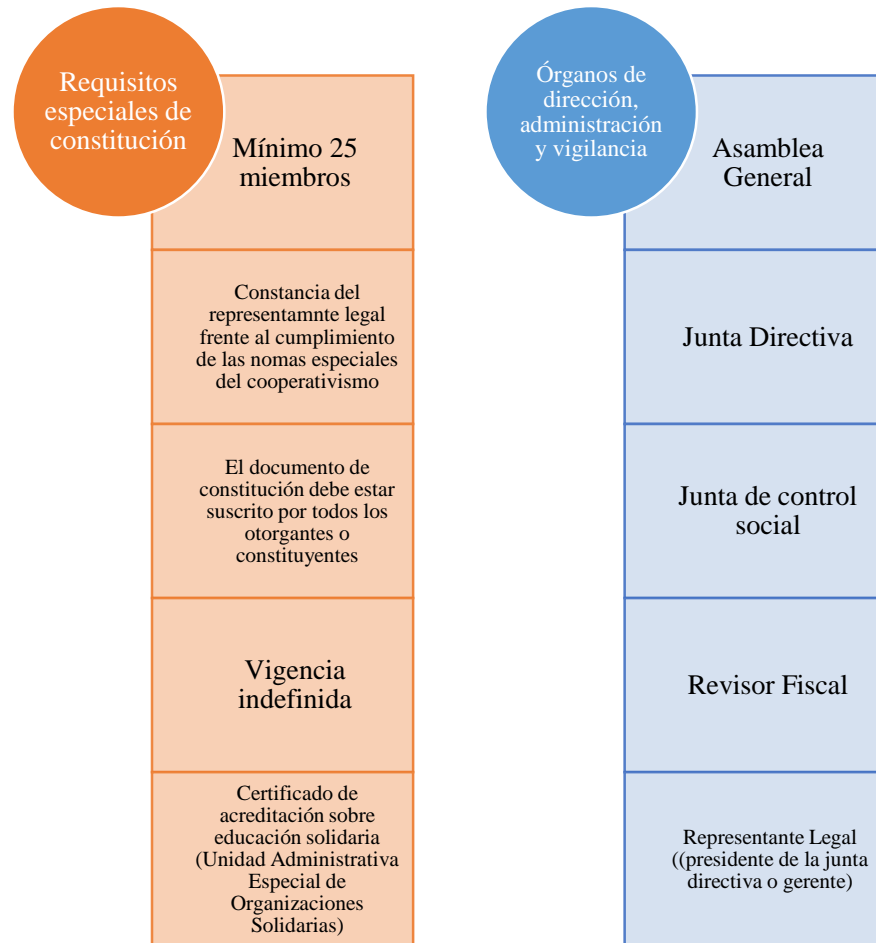 Requisitos
especiales de
constitución
Mínimo 25
miembros
Constancia del
representamnte legal
frente al cumplimiento
de las nomas especiales
del cooperativismo
El documento de
constitución debe estar
suscrito por todos los
otorgantes o
constituyentes
Vigencia
indefinida
Certificado de
acreditación sobre
educación solidaria
(Unidad Administrativa
Especial de
Organizaciones
Solidarias)
Órganos de
dirección,
administración
y vigilancia
Asamblea
General
Junta Directiva
Junta de control
social
Revisor Fiscal
Representante Legal
((presidente de la junta
directiva o gerente)